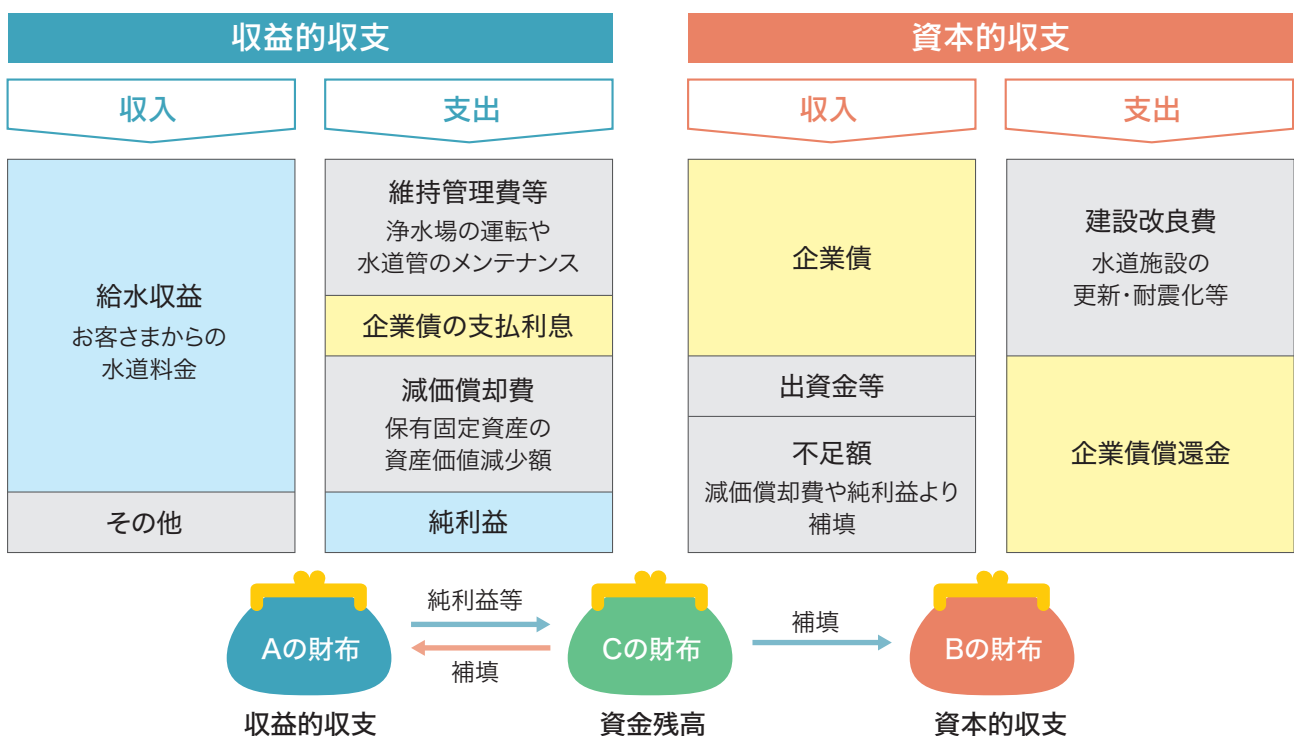 収益的収支
収入
支出
給水収益
お客さまからの
水道料金
その他
維持管理費等
浄水場の運転や
水道管のメンテナンス
企業債の支払利息
減価償却費
保有固定資産の
資産価値減少額
純利益
資本的収支
収入
支出
企業債
出資金等
不足額
減価償却費や純利益より
補填
建設改良費
水道施設の
更新・耐震化等
企業債償還金
Aの財布
純利益等
補填
Cの財布
補填
Bの財布
収益的収支
資金残高
資本的収支